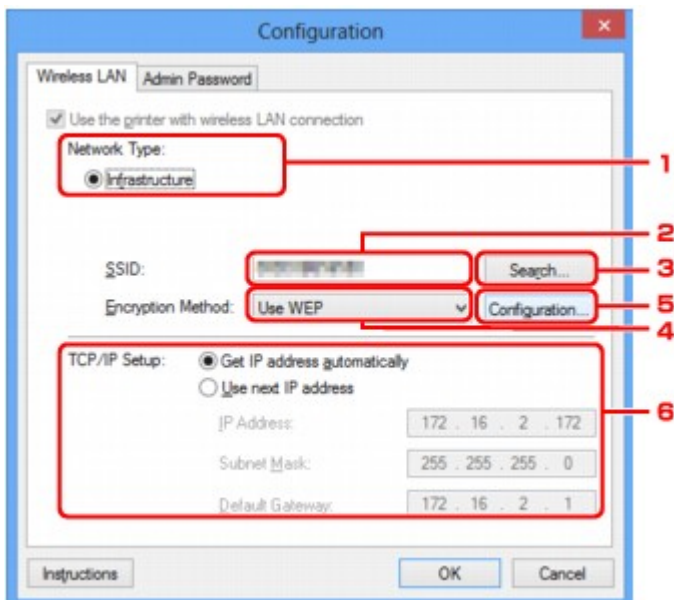 Configuration
Wireless LAN Admin Password
Use the printer with wireless LAN connection
Network Type:
1
Infrastructure
2
SSID: Search... 3
5
Encryption Method: Use WEP Configuration...
4
TCP/IP Setup: Get IP address automatically
Use next IP address
6
IP Address: 172 . 16 . 2 . 172
Subnet Mask: 255 . 255 . 255 . 0
Default Gateway: 172 . 16 . 2 . 1
Instructions OK Cancel